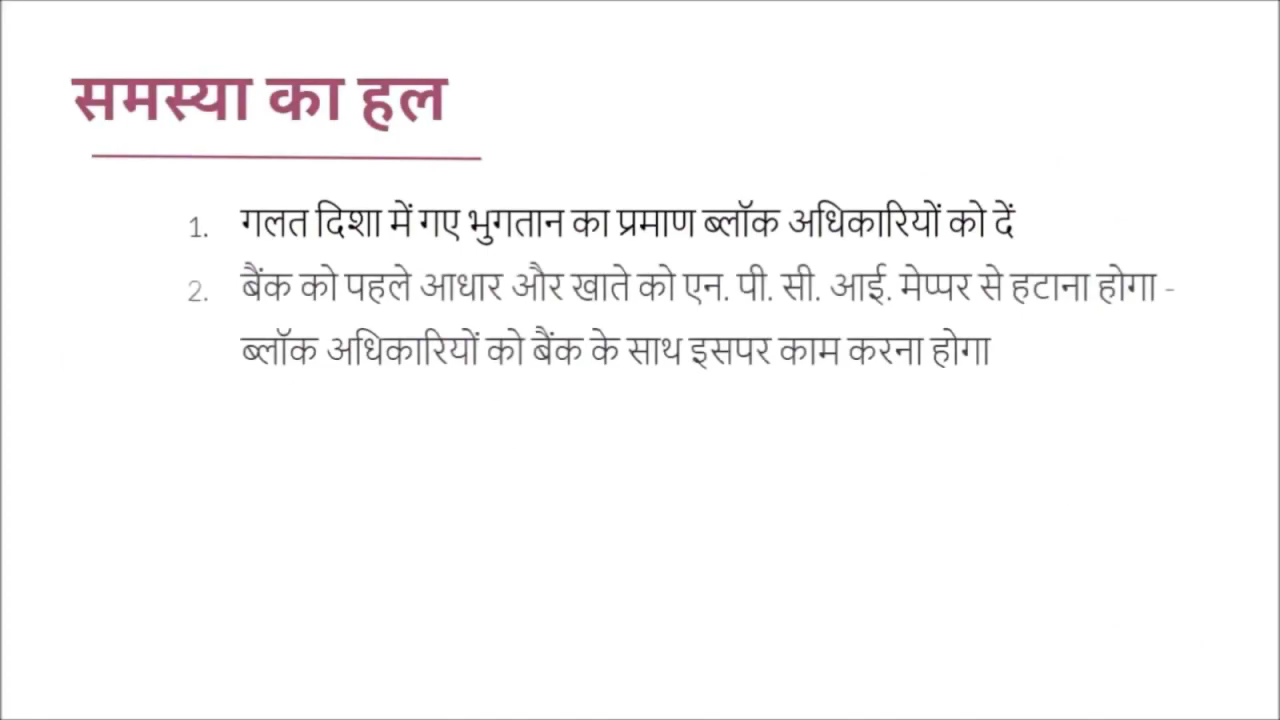 समस्या का हल
1. गलत दिशा में गए भुगतान का प्रमाण ब्लॉक अधिकारियों को दें
2. बैंक को पहले आधार और खाते को एन. पी. सी. आई. मेप्पर से हटाना होगा -
ब्लॉक अधिकारियों को बैंक के साथ इसपर काम करना होगा